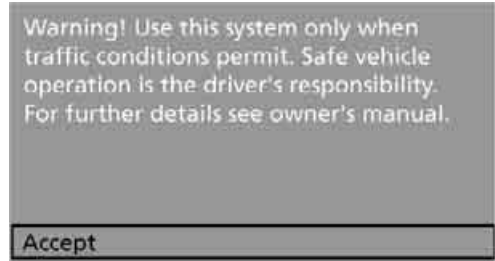 Warning! Use this system only when
traffic conditions permit. Safe vehicle
operation is the driver's responsibility.
For further details see owner's manual.
Accept